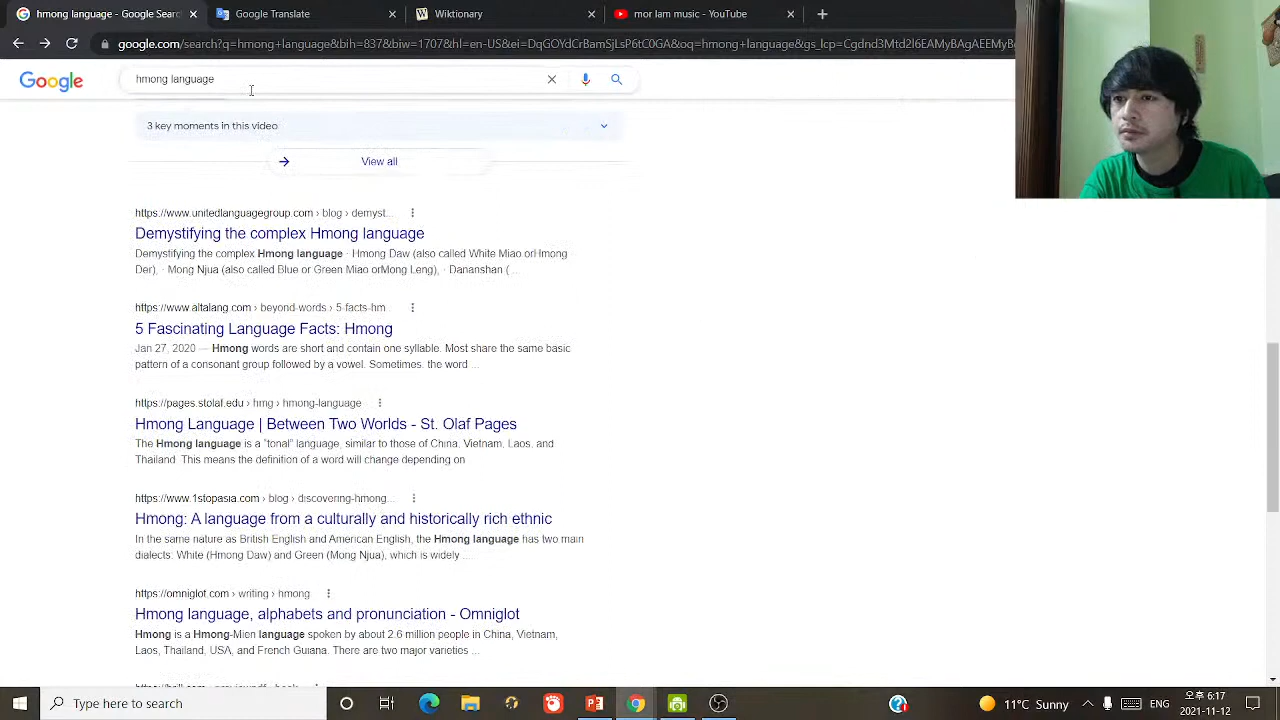 hmong language - Google Searc
Google Translate
Wiktionary
mor lam music - YouTube
google.com/search?q=hmong+language&bih=837&biw=1707&hl=en-US&ei=DqGOYdCrBamSjLsP6tC0GA&oq=hmong+language&gs_lcp=Cgdnd3Mtd2l6EAMyBAgAEEMy
Google
hmong language
3 key moments in this video
View all
https://www.unitedlanguagegroup.com › blog › demyst...
Demystifying the complex Hmong language
Demystifying the complex Hmong language · Hmong Daw (also called White Miao orHmong
Der), · Mong Njua (also called Blue or Green Miao orMong Leng), · Dananshan ( ...
https://www.altalang.com › beyond-words › 5-facts-hm..
5 Fascinating Language Facts: Hmong
Jan 27, 2020 — Hmong words are short and contain one syllable. Most share the same basic
pattern of a consonant group followed by a vowel. Sometimes, the word ...
https://pages.stolaf.edu › hmg › hmong-language
Hmong Language | Between Two Worlds - St. Olaf Pages
The Hmong language is a "tonal" language, similar to those of China, Vietnam, Laos, and
Thailand. This means the definition of a word will change depending on
https://www.1stopasia.com › blog › discovering-hmong...
Hmong: A language from a culturally and historically rich ethnic
In the same nature as British English and American English, the Hmong language has two main
dialects: White (Hmong Daw) and Green (Mong Njua), which is widely ...
https://omniglot.com › writing › hmong
Hmong language, alphabets and pronunciation - Omniglot
Hmong is a Hmong-Mien language spoken by about 2.6 million people in China, Vietnam,
Laos, Thailand, USA, and French Guiana. There are two major varieties ...
Type here to search
11°C Sunny
ENG
오후 6:17
2021-11-12